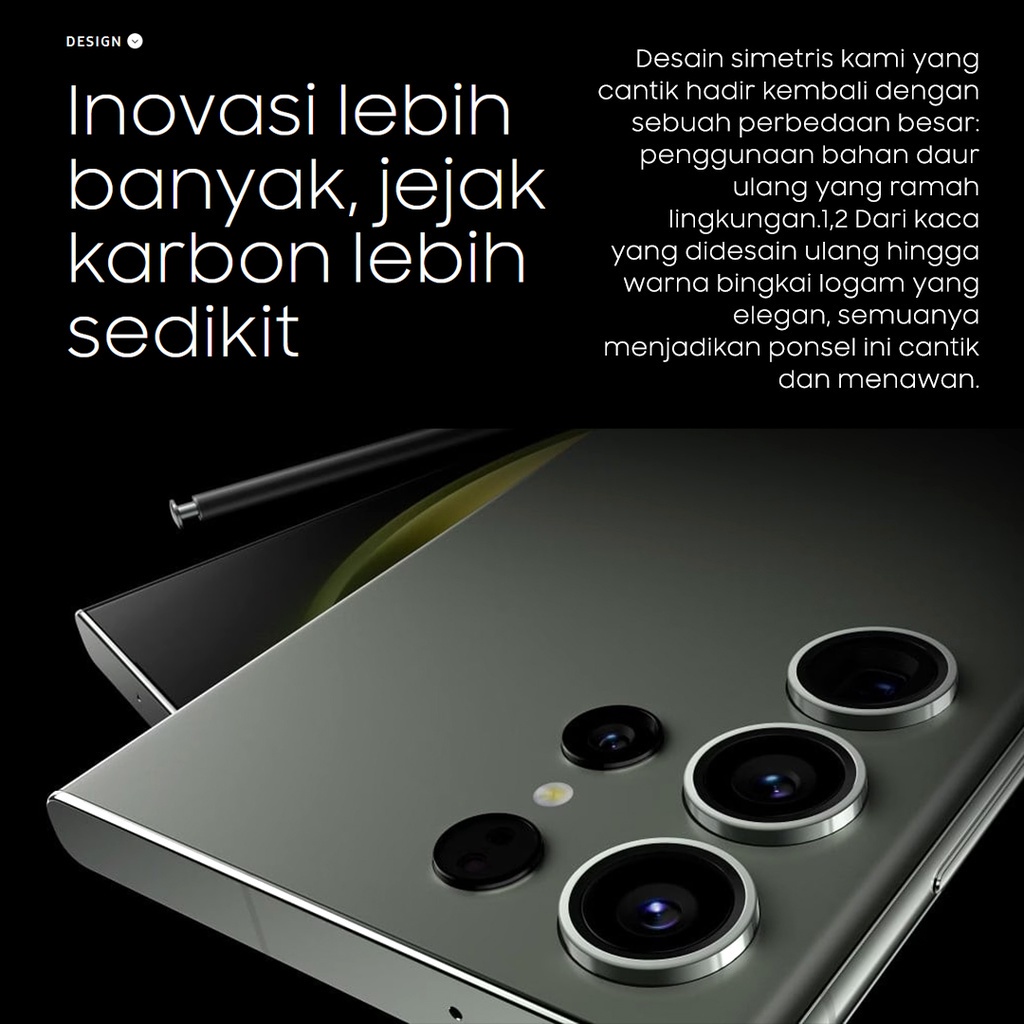 DESIGN
Inovasi lebih
banyak, jejak
karbon lebih
sedikit
Desain simetris kami yang
cantik hadir kembali dengan
sebuah perbedaan besar:
penggunaan bahan daur
ulang yang ramah
lingkungan.1,2 Dari kaca
yang didesain ulang hingga
warna bingkai logam yang
elegan, semuanya
menjadikan ponsel ini cantik
dan menawan.